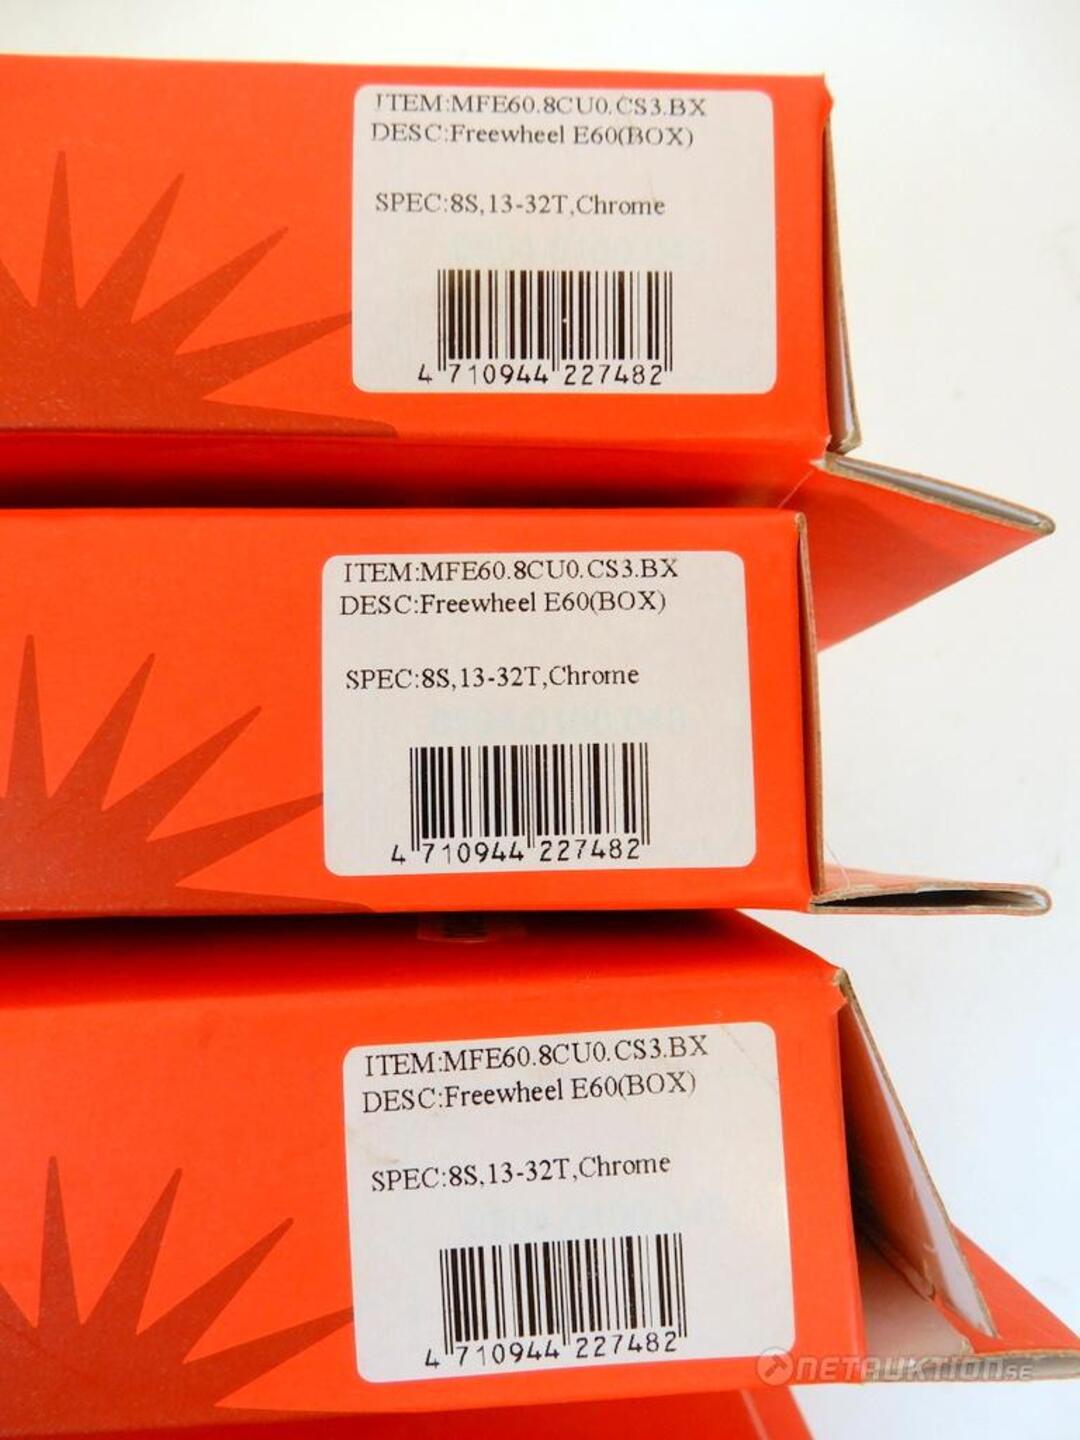 ITEM:MFE60.8CU0.CS3.BX
DESC:Freewheel E60(BOX)
SPEC:8S,13-32T,Chrome
4 710944 227482
ITEM:MFE60.8CU0.CS3.BX
DESC:Freewheel E60(BOX)
SPEC:8S,13-32T,Chrome
4 710944 227482
ITEM:MFE60.8CU0.CS3.BX
DESC:Freewheel E60(BOX)
SPEC:8S,13-32T,Chrome
4 710944 227482
NETAUKTION.SE